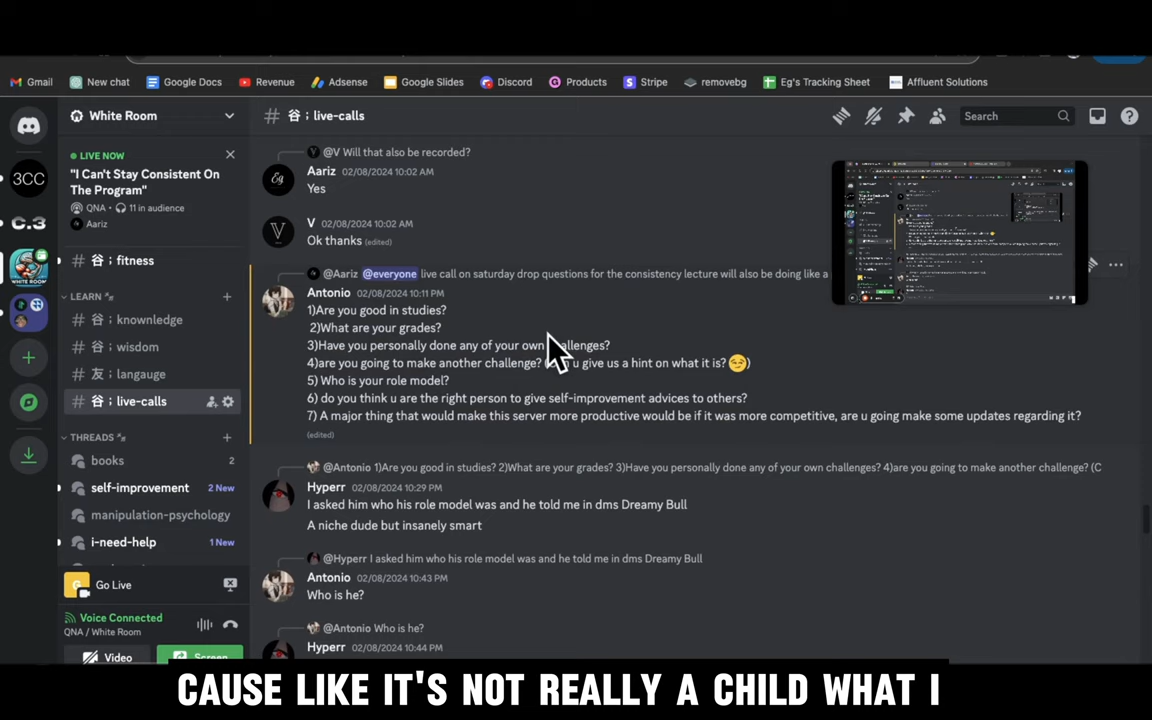 Gmail New chat Google Docs Revenue Adsense Google Slides Discord Products Stripe removebg Eg's Tracking Sheet Affluent Solutions
White Room
LIVE NOW
"I Can't Stay Consistent On
The Program"
QNA • 11 in audience
Aariz
3CC
C.3
WHITE ROOM
谷 ; fitness
LEARN
谷 ; knownledge
谷 ; wisdom
友 ; langauge
谷 ; live-calls
THREADS
books 2
self-improvement 2 New
manipulation-psychology
i-need-help 1 New
Go Live
Voice Connected
QNA / White Room
Video Screen
# 谷 ; live-calls
Search
@V Will that also be recorded?
Aariz 02/08/2024 10:02 AM
Yes
V 02/08/2024 10:02 AM
Ok thanks (edited)
@Aariz @everyone live call on saturday drop questions for the consistency lecture will also be doing like a
Antonio 02/08/2024 10:11 PM
1)Are you good in studies?
2)What are your grades?
3)Have you personally done any of your own challenges?
4)are you going to make another challenge? u give us a hint on what it is? 😏)
5) Who is your role model?
6) do you think u are the right person to give self-improvement advices to others?
7) A major thing that would make this server more productive would be if it was more competitive, are u going make some updates regarding it?
(edited)
@Antonio 1)Are you good in studies? 2)What are your grades? 3)Have you personally done any of your own challenges? 4)are you going to make another challenge? (C
Hyperr 02/08/2024 10:29 PM
I asked him who his role model was and he told me in dms Dreamy Bull
A niche dude but insanely smart
@Hyperr I asked him who his role model was and he told me in dms Dreamy Bull
Antonio 02/08/2024 10:43 PM
Who is he?
@Antonio Who is he?
Hyperr 02/08/2024 10:44 PM
CAUSE LIKE IT'S NOT REALLY A CHILD WHAT I